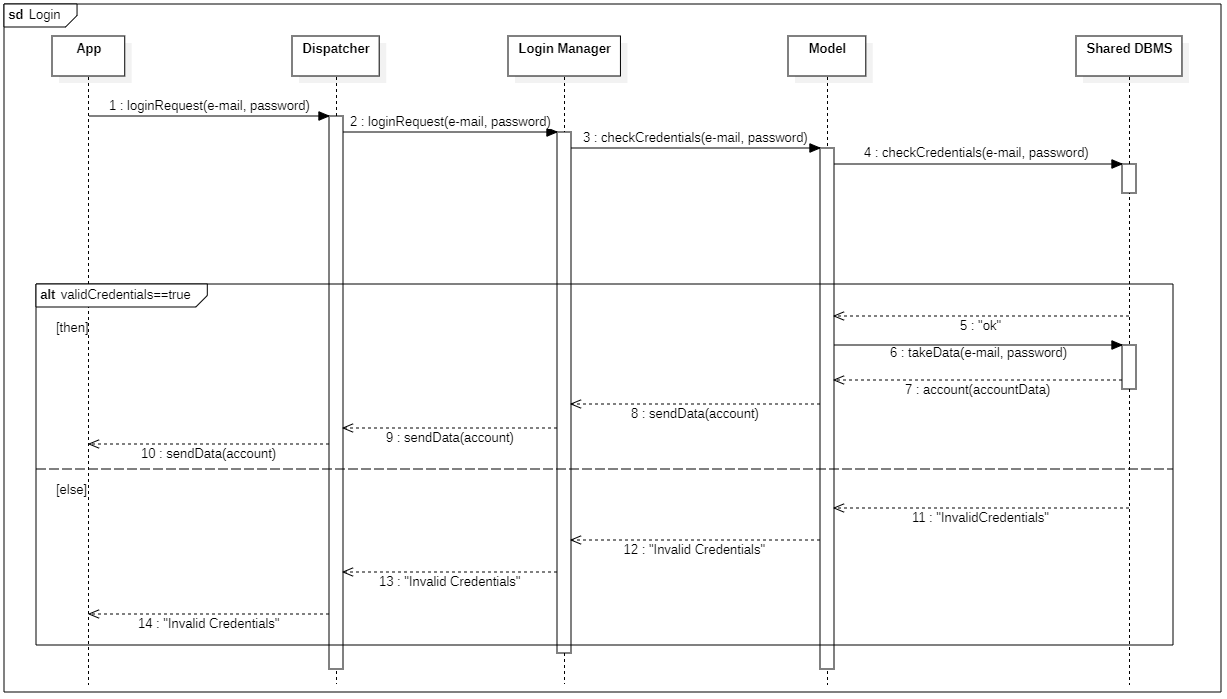 sd Login
App
Dispatcher
Login Manager
Model
Shared DBMS
1 : loginRequest(e-mail, password)
2 : loginRequest(e-mail, password)
3 : checkCredentials(e-mail, password)
4 : checkCredentials(e-mail, password)
alt validCredentials==true
[then]
5 : "ok"
6 : takeData(e-mail, password)
7 : account(accountData)
8 : sendData(account)
9 : sendData(account)
10 : sendData(account)
[else]
11 : "InvalidCredentials"
12 : "Invalid Credentials"
13 : "Invalid Credentials"
14 : "Invalid Credentials"